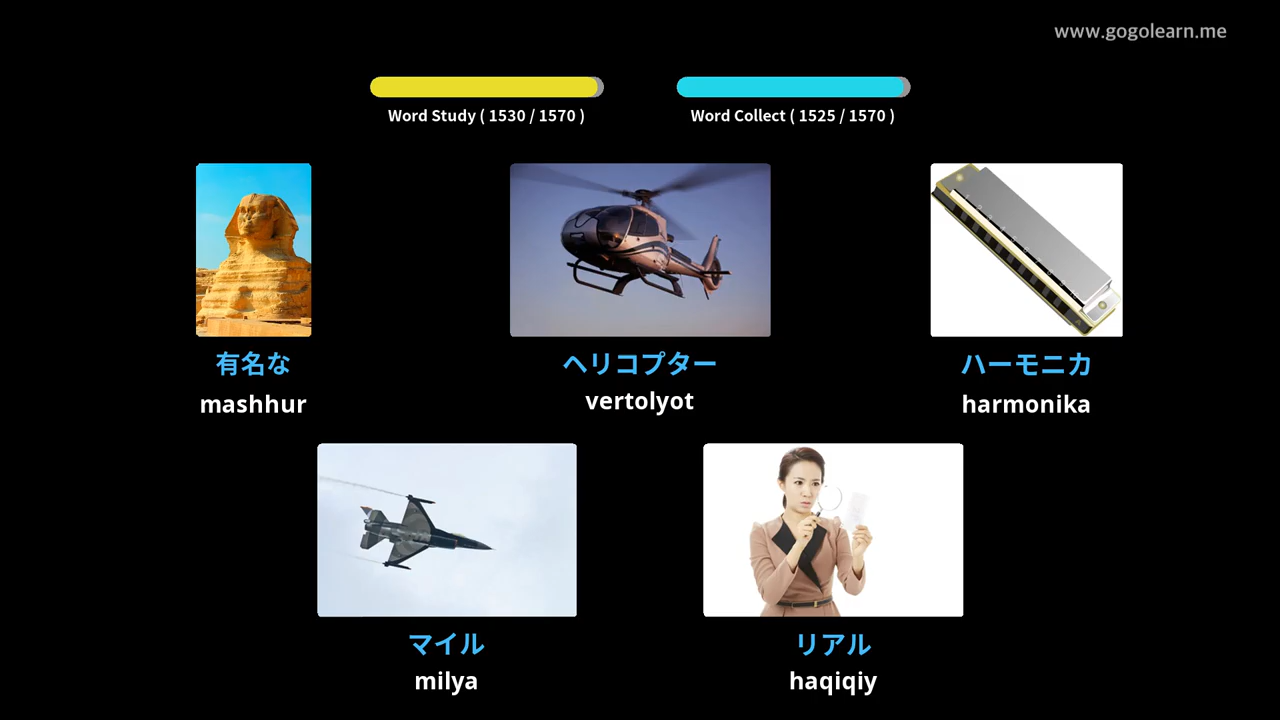 www.gogolearn.me
Word Study ( 1530 / 1570 )
Word Collect ( 1525 / 1570 )
有名な
mashhur
ヘリコプター
vertolyot
ハーモニカ
harmonika
マイル
milya
リアル
haqiqiy